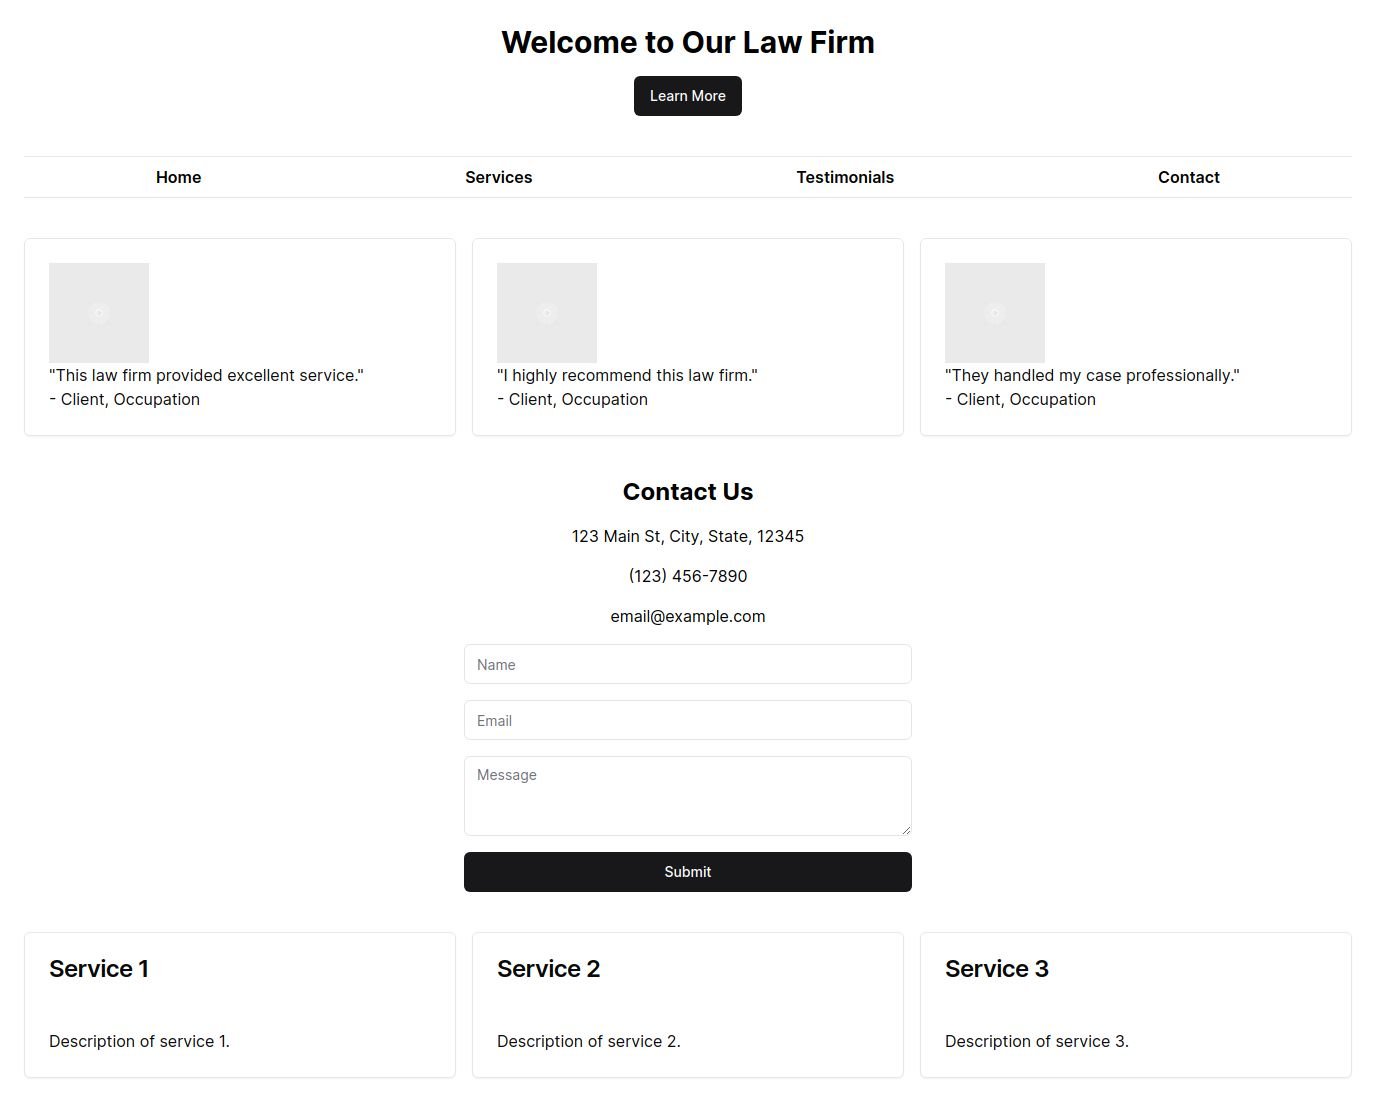 Welcome to Our Law Firm
Learn More
Home
Services
Testimonials
Contact
"This law firm provided excellent service."
- Client, Occupation
"I highly recommend this law firm."
- Client, Occupation
"They handled my case professionally."
- Client, Occupation
Contact Us
123 Main St, City, State, 12345
(123) 456-7890
email@example.com
Name
Email
Message
Submit
Service 1
Description of service 1.
Service 2
Description of service 2.
Service 3
Description of service 3.